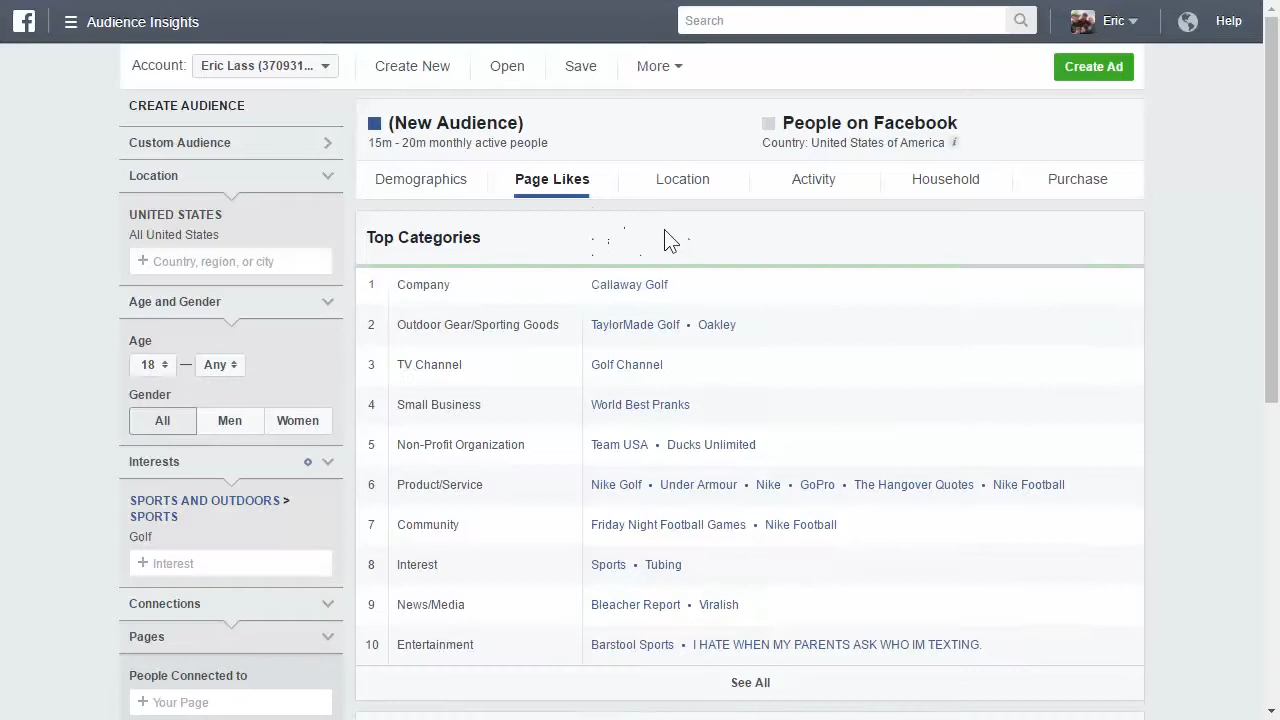 f Audience Insights Search Eric Help
Account: Eric Lass (370931... Create New Open Save More Create Ad
CREATE AUDIENCE
Custom Audience
Location
UNITED STATES
All United States
+ Country, region, or city
Age and Gender
Age
18 — Any
Gender
All Men Women
Interests
SPORTS AND OUTDOORS >
SPORTS
Golf
+ Interest
Connections
Pages
People Connected to
+ Your Page
(New Audience) People on Facebook
15m - 20m monthly active people Country: United States of America i
Demographics Page Likes Location Activity Household Purchase
Top Categories
1 Company Callaway Golf
2 Outdoor Gear/Sporting Goods TaylorMade Golf • Oakley
3 TV Channel Golf Channel
4 Small Business World Best Pranks
5 Non-Profit Organization Team USA • Ducks Unlimited
6 Product/Service Nike Golf • Under Armour • Nike • GoPro • The Hangover Quotes • Nike Football
7 Community Friday Night Football Games • Nike Football
8 Interest Sports • Tubing
9 News/Media Bleacher Report • Viralish
10 Entertainment Barstool Sports • I HATE WHEN MY PARENTS ASK WHO IM TEXTING.
See All